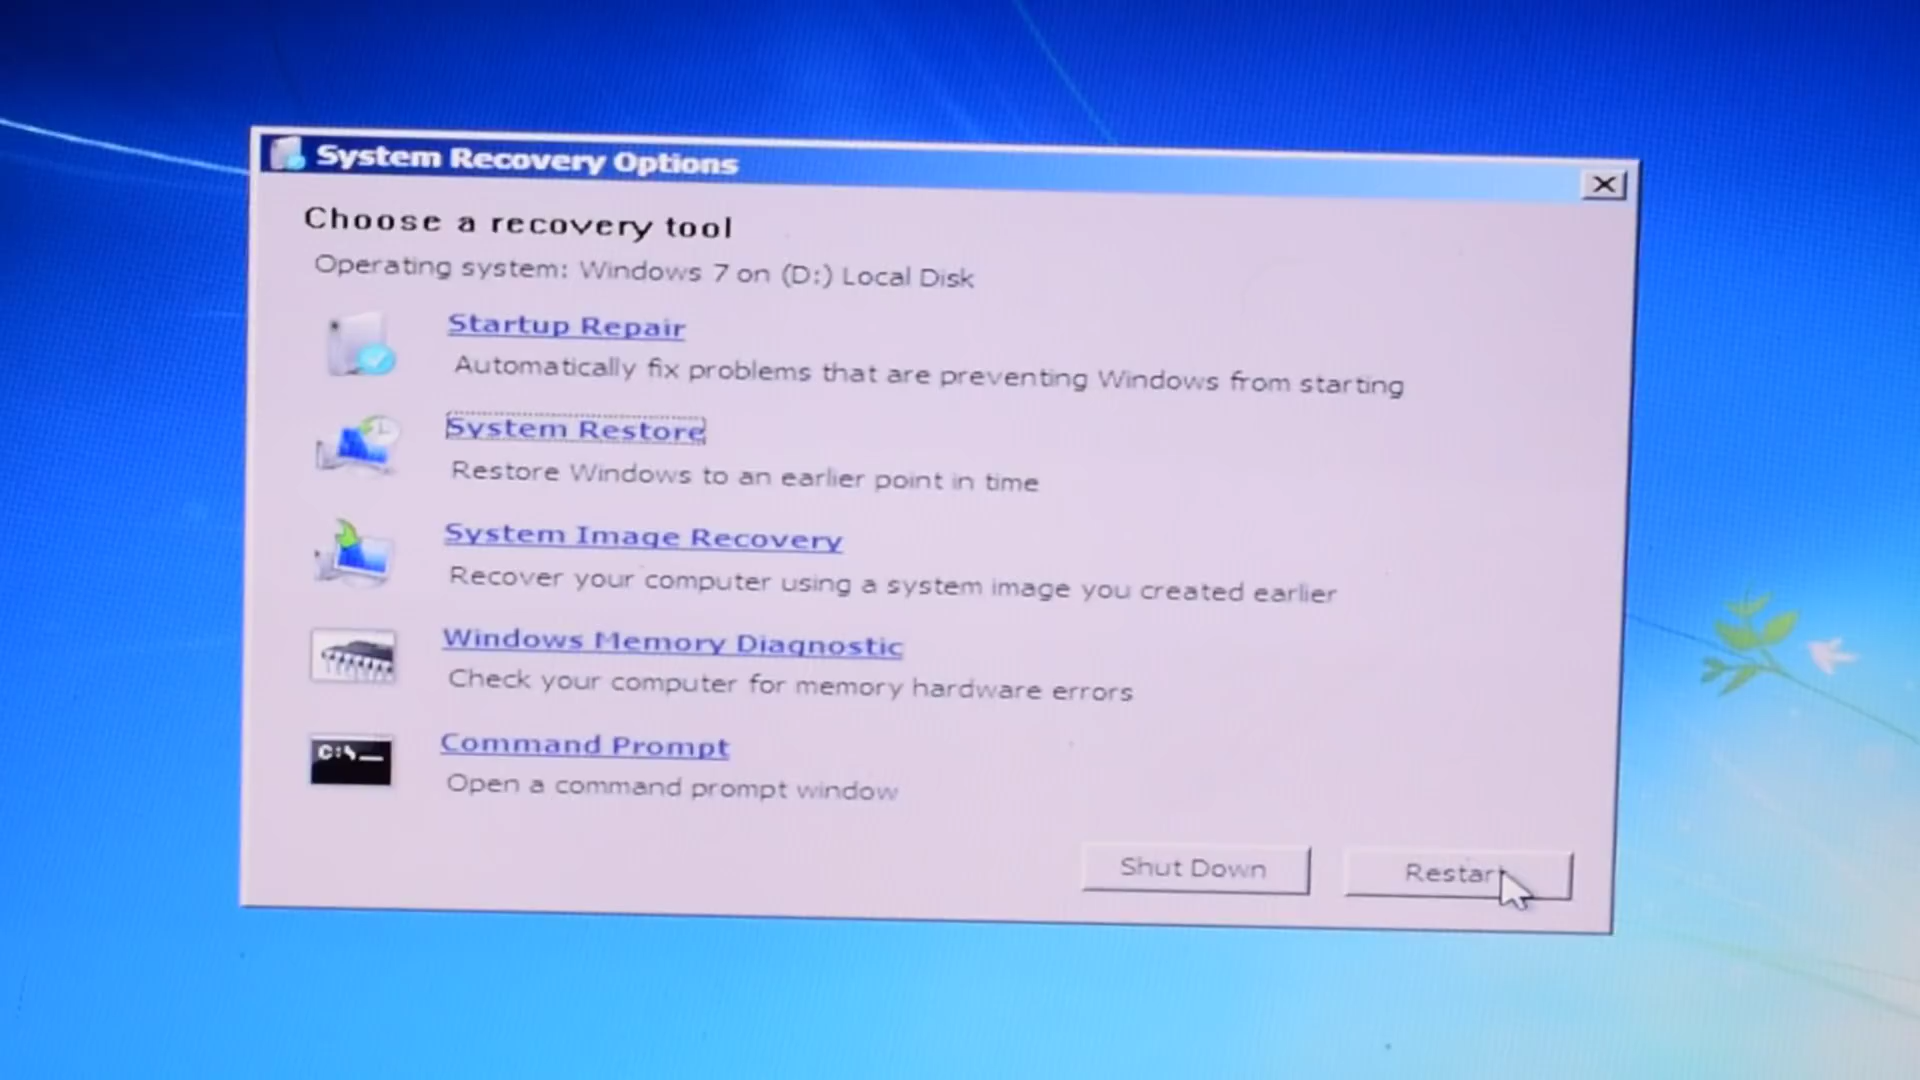 System Recovery Options
Choose a recovery tool
Operating system: Windows 7 on (D:) Local Disk
Startup Repair
Automatically fix problems that are preventing Windows from starting
System Restore
Restore Windows to an earlier point in time
System Image Recovery
Recover your computer using a system image you created earlier
Windows Memory Diagnostic
Check your computer for memory hardware errors
C:\_
Command Prompt
Open a command prompt window
Shut Down
Restart